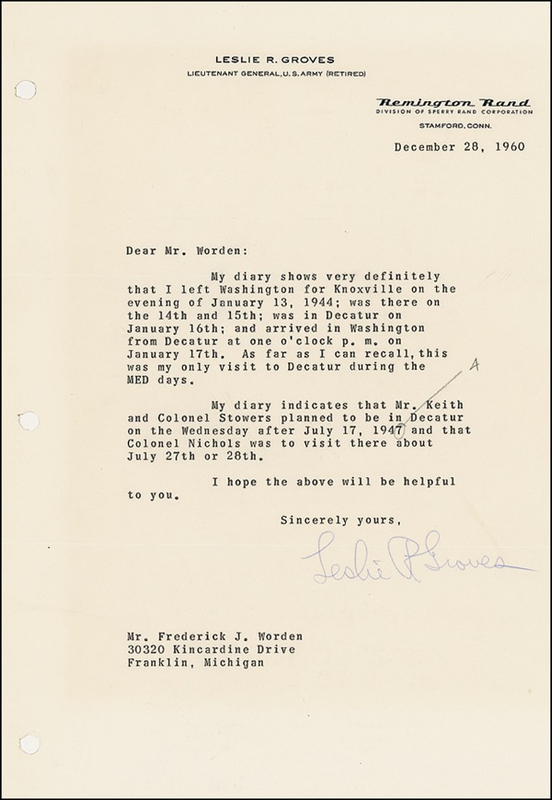 LESLIE R. GROVES
LIEUTENANT GENERAL, U.S. ARMY (RETIRED)
Remington Rand
DIVISION OF SPERRY RAND CORPORATION
STAMFORD, CONN.
December 28, 1960
Dear Mr. Worden:
My diary shows very definitely
that I left Washington for Knoxville on the
evening of January 13, 1944; was there on
the 14th and 15th; was in Decatur on
January 16th; and arrived in Washington
from Decatur at one o'clock p. m. on
January 17th. As far as I can recall, this
was my only visit to Decatur during the
MED days.
4
My diary indicates that Mr. Keith
and Colonel Stowers planned to be in Decatur
on the Wednesday after July 17, 1947 and that
Colonel Nichols was to visit there about
July 27th or 28th.
I hope the above will be helpful
to you.
Sincerely yours,
Leslie R Groves
Mr. Frederick J. Worden
30320 Kincardine Drive
Franklin, Michigan